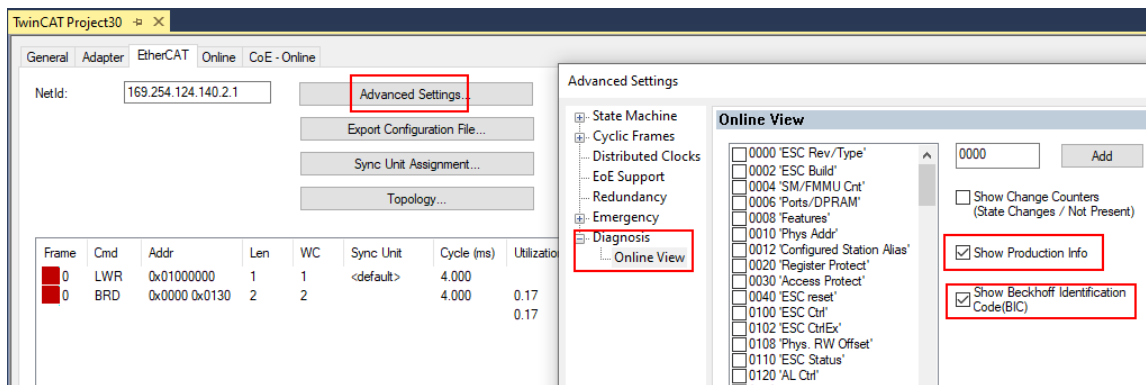 TwinCAT Project30
General Adapter EtherCAT Online CoE - Online
NetId: 169.254.124.140.2.1
Advanced Settings...
Export Configuration File...
Sync Unit Assignment...
Topology...
Frame Cmd Addr Len WC Sync Unit Cycle (ms) Utilizatio
0 LWR 0x01000000 1 1 <default> 4.000
0 BRD 0x0000 0x0130 2 2 4.000 0.17
0.17
Advanced Settings
State Machine
Cyclic Frames
Distributed Clocks
EoE Support
Redundancy
Emergency
Diagnosis
Online View
Online View
0000 'ESC Rev/Type'
0002 'ESC Build'
0004 'SM/FMMU Cnt'
0006 'Ports/DPRAM'
0008 'Features'
0010 'Phys Addr'
0012 'Configured Station Alias'
0020 'Register Protect'
0030 'Access Protect'
0040 'ESC reset'
0100 'ESC Ctrl'
0102 'ESC CtrlEx'
0108 'Phys. RW Offset'
0110 'ESC Status'
0120 'AL Ctrl'
0000 Add
Show Change Counters
(State Changes / Not Present)
Show Production Info
Show Beckhoff Identification
Code(BIC)